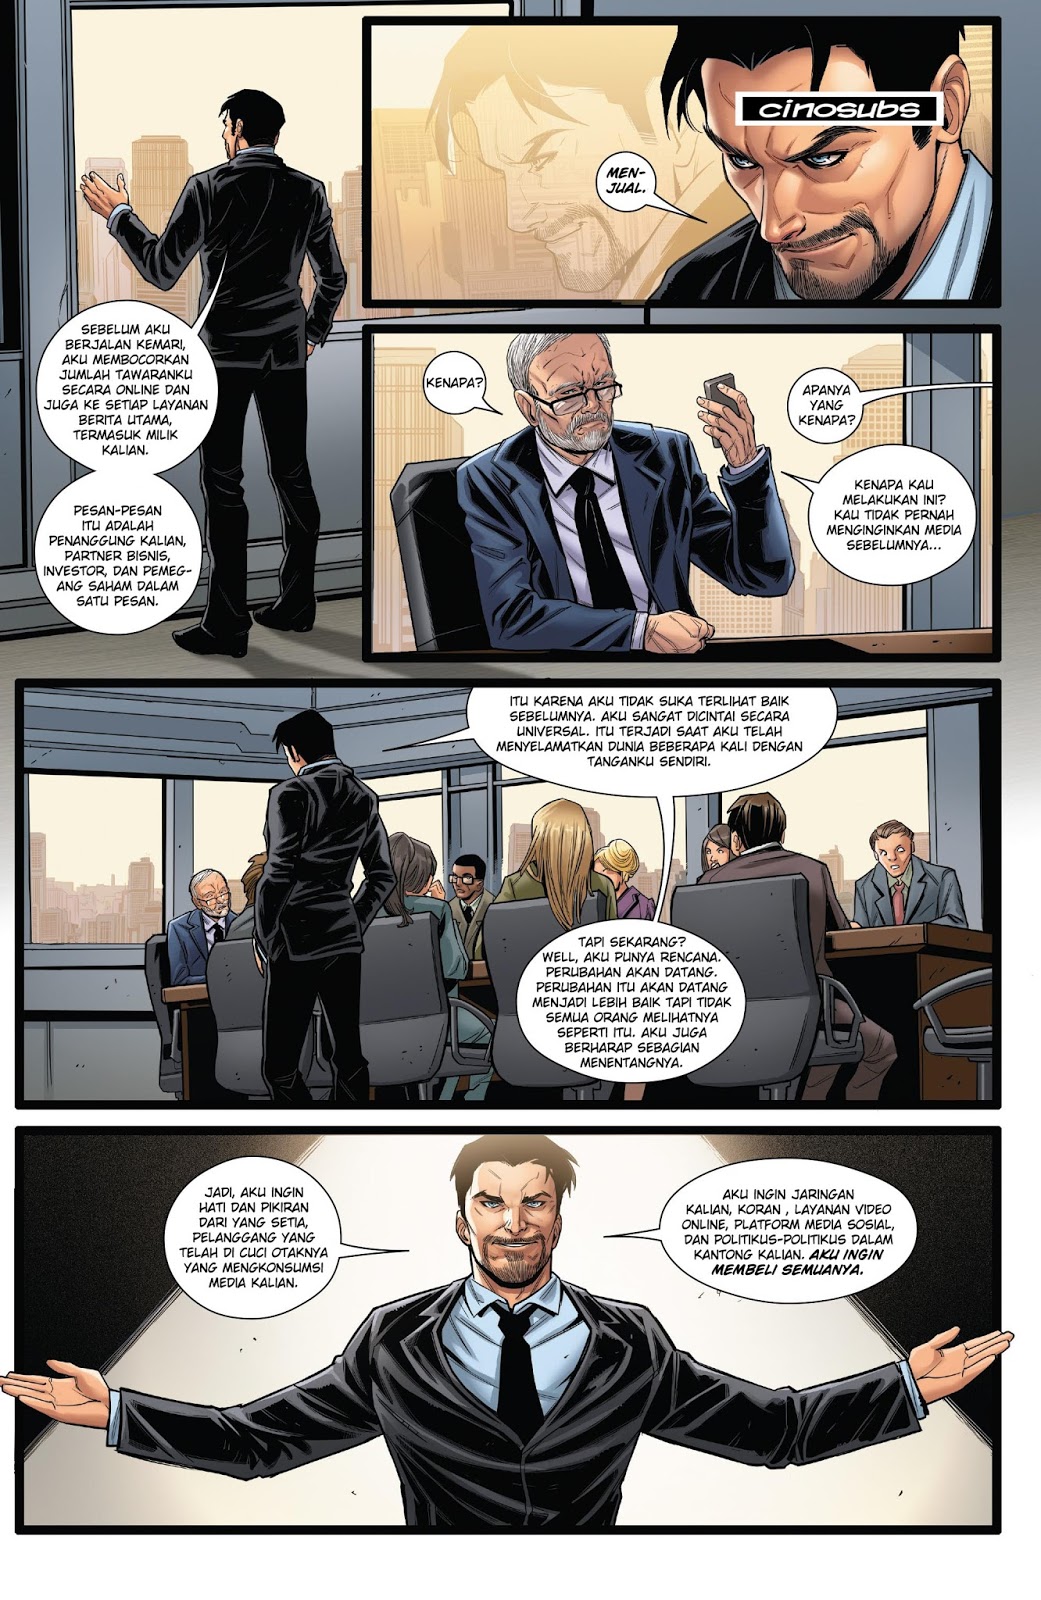 SEBELUM AKU
BERJALAN KEMARI,
AKU MEMBOCORKAN
JUMLAH TAWARANKU
SECARA ONLINE DAN
JUGA KE SETIAP LAYANAN
BERITA UTAMA,
TERMASUK MILIK
KALIAN.
PESAN-PESAN
ITU ADALAH
PENANGGUNG KALIAN,
PARTNER BISNIS,
INVESTOR, DAN PEMEG-
ANG SAHAM DALAM
SATU PESAN.
cinosubs
MEN-
JUAL.
KENAPA?
APANYA
YANG
KENAPA?
KENAPA KAU
MELAKUKAN INI?
KAU TIDAK PERNAH
MENGINGINKAN MEDIA
SEBELUMNYA...
ITU KARENA AKU TIDAK SUKA TERLIHAT BAIK
SEBELUMNYA. AKU SANGAT DICINTAI SECARA
UNIVERSAL. ITU TERJADI SAAT AKU TELAH
MENYELAMATKAN DUNIA BEBERAPA KALI DENGAN
TANGANKU SENDIRI.
TAPI SEKARANG?
WELL, AKU PUNYA RENCANA.
PERUBAHAN AKAN DATANG.
PERUBAHAN ITU AKAN DATANG
MENJADI LEBIH BAIK TAPI TIDAK
SEMUA ORANG MELIHATNYA
SEPERTI ITU. AKU JUGA
BERHARAP SEBAGIAN
MENENTANGNYA.
JADI, AKU INGIN
HATI DAN PIKIRAN
DARI YANG SETIA,
PELANGGANG YANG
TELAH DI CUCI OTAKNYA
YANG MENGKONSUMSI
MEDIA KALIAN.
AKU INGIN JARINGAN
KALIAN, KORAN , LAYANAN VIDEO
ONLINE, PLATFORM MEDIA SOSIAL,
DAN POLITIKUS-POLITIKUS DALAM
KANTONG KALIAN. AKU INGIN
MEMBELI SEMUANYA.